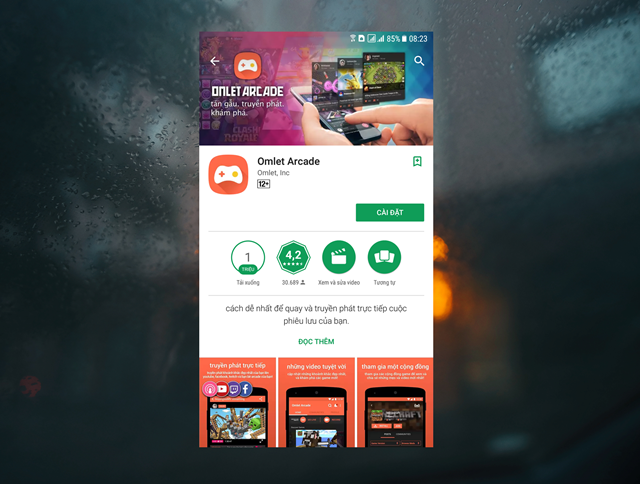 85% 08:23
OMLET ARCADE
tán gẫu. truyền phát.
khám phá.
CLASH
ROYALE
Omlet Arcade
Omlet, Inc
12+
CÀI ĐẶT
1
TRIỆU
4,2
Tải xuống
30.689
Xem và sửa video
Tương tự
cách dễ nhất để quay và truyền phát trực tiếp cuộc
phiêu lưu của bạn.
ĐỌC THÊM
truyền phát trực tiếp
những video tuyệt vời
tham gia một cộng đồng
Omlet Arcade
MINECRAFT